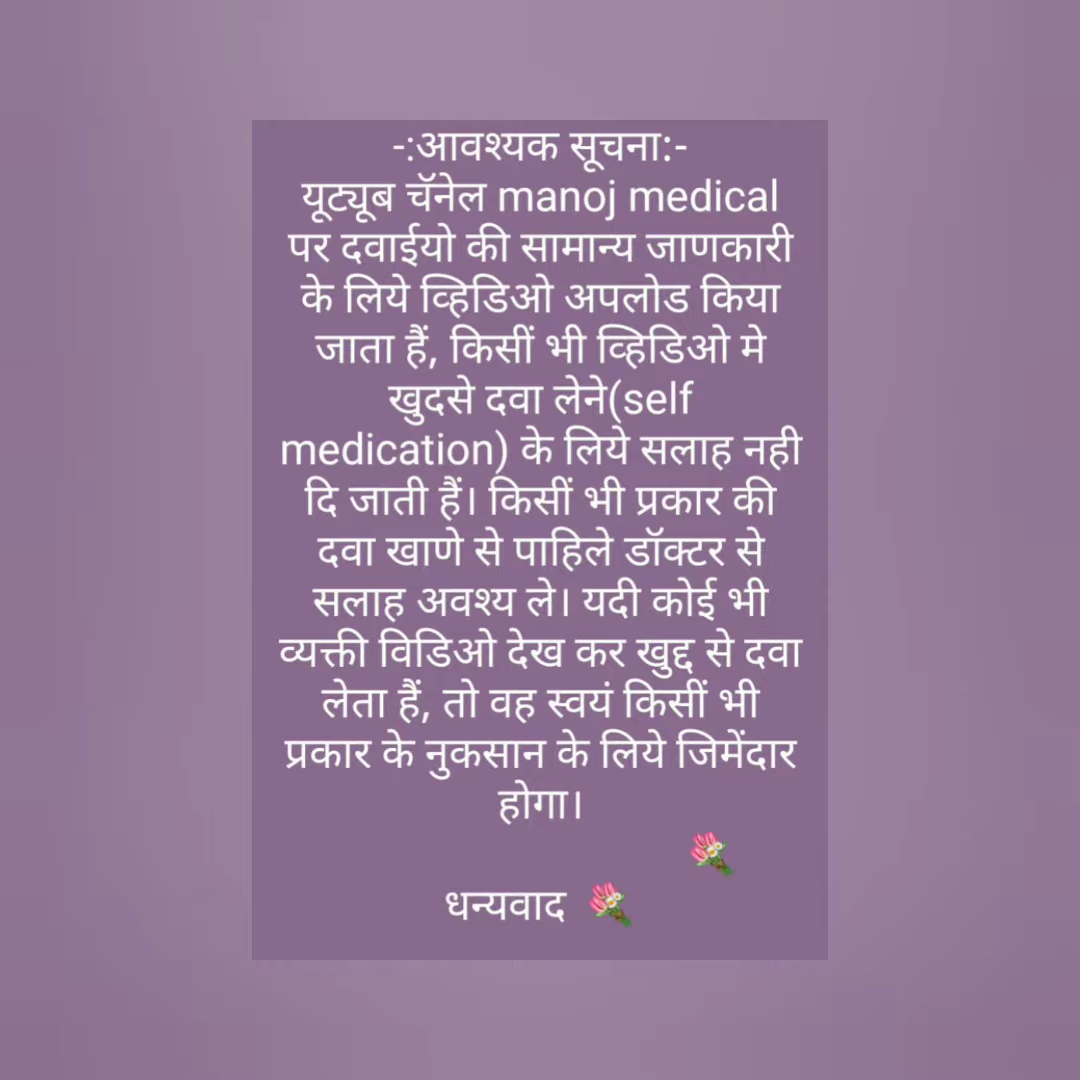 -:आवश्यक सूचना:-
यूट्यूब चॅनेल manoj medical
पर दवाईयो की सामान्य जाणकारी
के लिये व्हिडिओ अपलोड किया
जाता हैं, किसीं भी व्हिडिओ मे
खुदसे दवा लेने(self
medication) के लिये सलाह नही
दि जाती हैं। किसीं भी प्रकार की
दवा खाणे से पाहिले डॉक्टर से
सलाह अवश्य ले। यदी कोई भी
व्यक्ती विडिओ देख कर खुद्द से दवा
लेता हैं, तो वह स्वयं किसीं भी
प्रकार के नुकसान के लिये जिमेंदार
होगा।
💐
धन्यवाद 💐